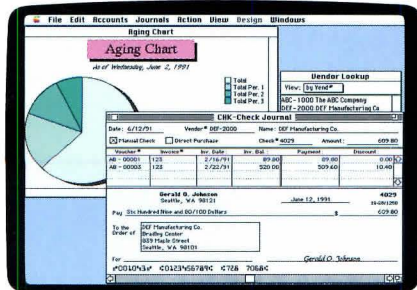 File Edit Accounts Journals Action View Design Windows
Aging Chart
Aging Chart
As of Wednesday, June 2, 1991
Total
Total Per. 1
Total Per. 2
Total Per. 3
Vendor Lookup
View: by Vend#
ABC - 1000 The ABC Company
DEF - 2000 DEF Manufacturing Co
CHK-Check Journal
Date: 6/12/91 Vendor# DEF-2000 Name: DEF Manufacturing Co.
Manual Check Direct Purchase Check# 4029 Amount: 609.80
Voucher# Invoice# Inv. Date: Inv. Bal.: Payment Discount
AB - 00001 123 2/16/91 89.80 89.80 0.00
AB - 00003 123 2/22/91 520.00 509.60 10.40
Gerald O. Johnson 4029
Seattle, WA 98121 June 12, 1991
Pay Six Hundred Nine and 80/100 Dollars $ 609.80
To the Order of DEF Manufacturing Co.
Bradley Center
889 Maple Street
Seattle, WA 98101
For Gerald O. Johnson